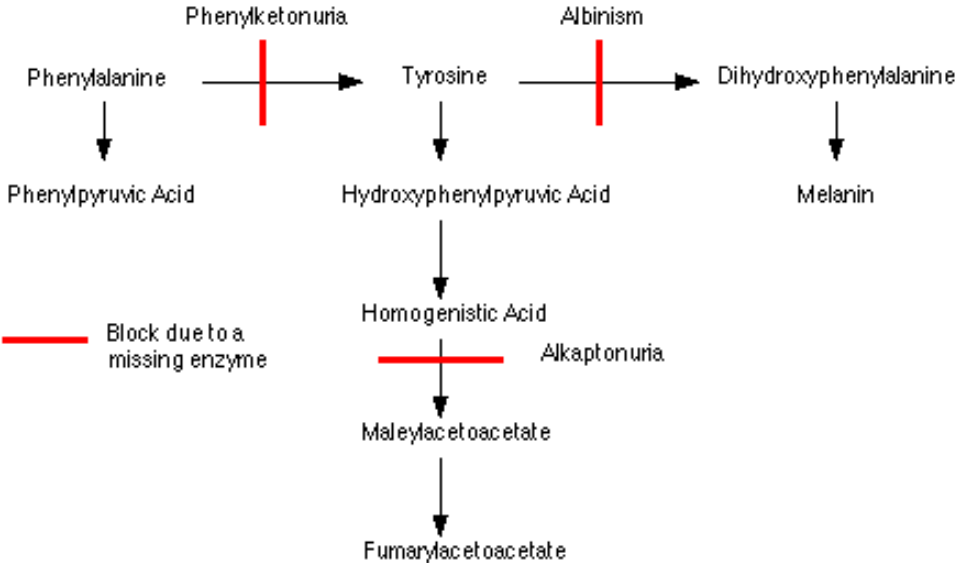 Phenylketonuria
Albinism
Phenylalanine
Tyrosine
Dihydroxyphenylalanine
Phenylpyruvic Acid
Hydroxyphenylpyruvic Acid
Melanin
Homogenistic Acid
Block due to a
missing enzyme
Alkaptonuria
Maleylacetoacetate
Fumarylacetoacetate